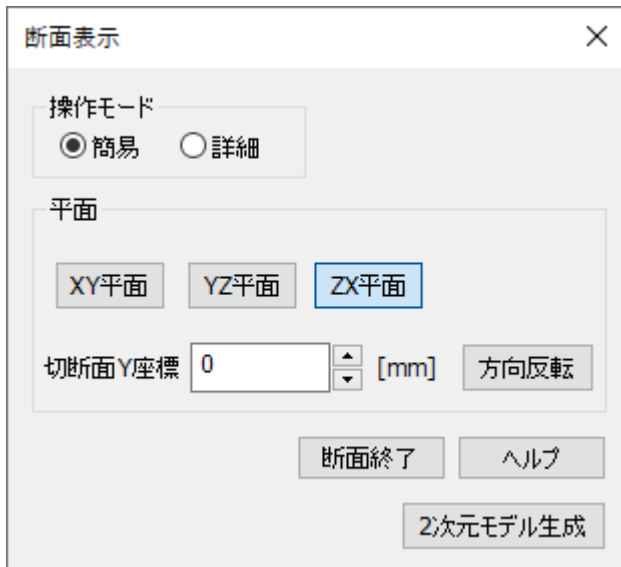 断面表示
操作モード
簡易 詳細
平面
XY平面 YZ平面 ZX平面
切断面Y座標 0 [mm] 方向反転
断面終了 ヘルプ
2次元モデル生成